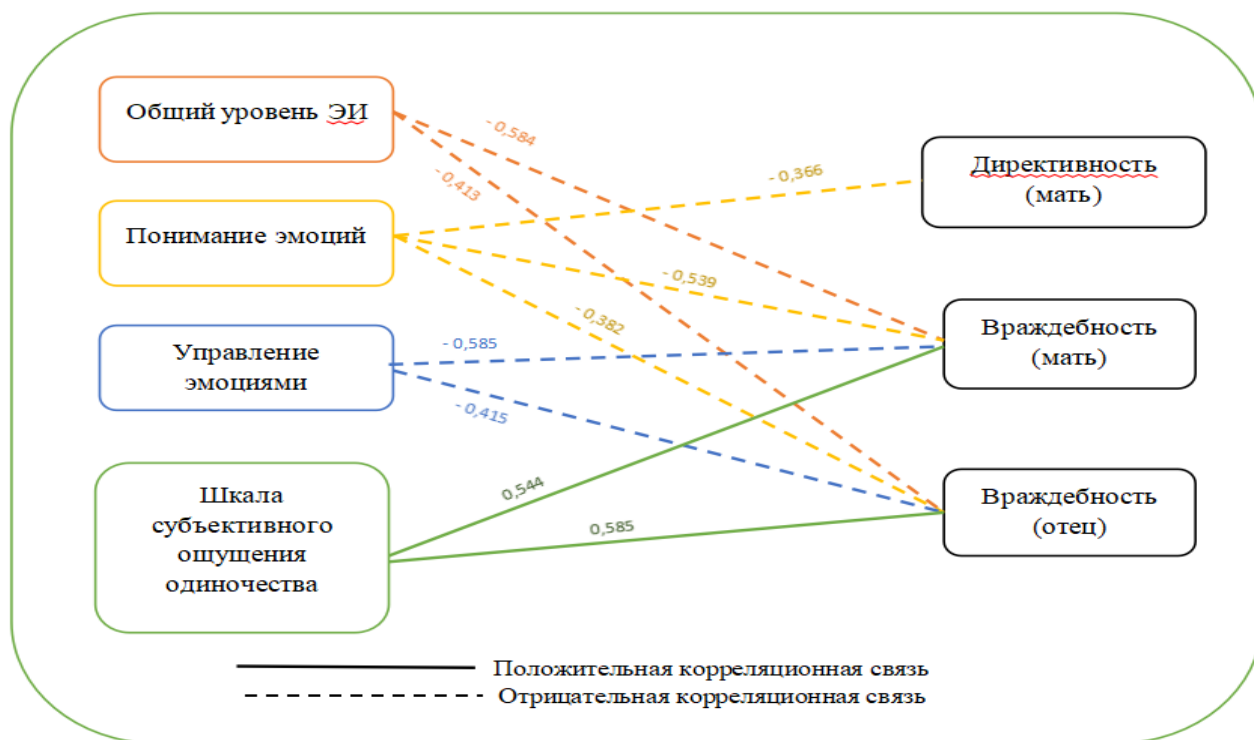 Общий уровень ЭИ
Понимание эмоций
Управление
эмоциями
Шкала
субъективного
ощущения
одиночества
- 0,584
- 0,413
- 0,366
- 0,539
- 0,382
- 0,585
- 0,415
0,544
0,585
Директивность
(мать)
Враждебность
(мать)
Враждебность
(отец)
Положительная корреляционная связь
Отрицательная корреляционная связь